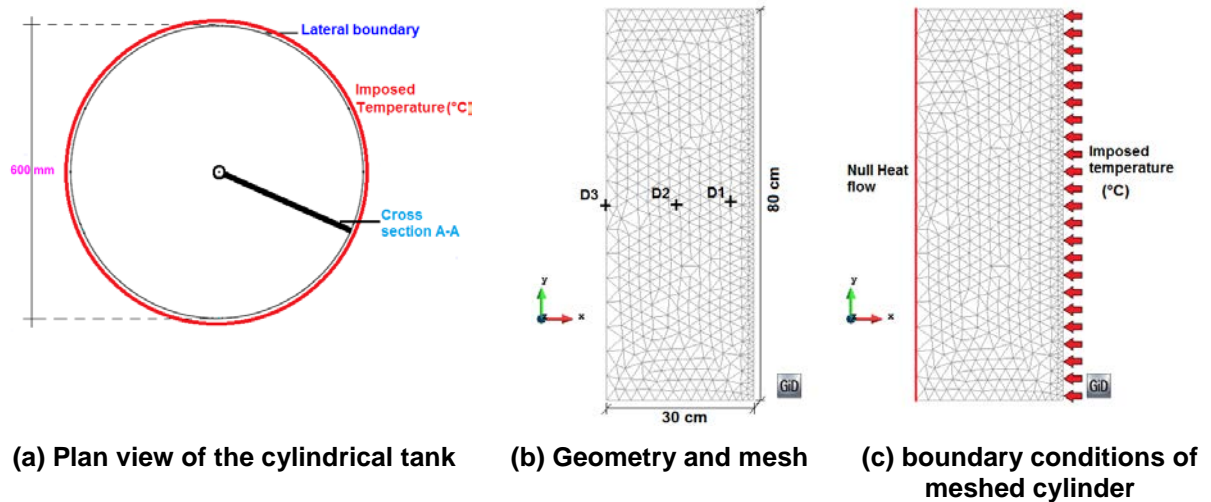 Lateral boundary
Imposed
Temperature (°C)
600 mm
Cross
section A-A
D3
D2
D1
80 cm
y
x
GiD
30 cm
Null Heat
flow
Imposed
temperature
(°C)
y
x
GiD
(a) Plan view of the cylindrical tank
(b) Geometry and mesh
(c) boundary conditions of
meshed cylinder